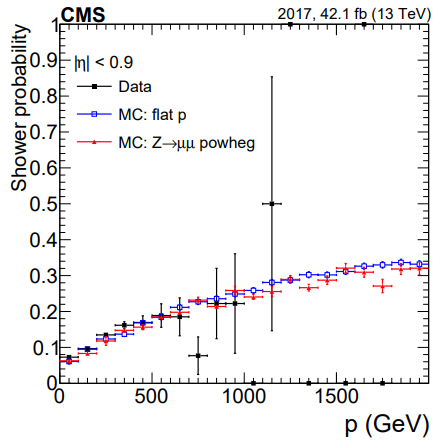 CMS 2017, 42.1 fb (13 TeV)
|η| < 0.9
Data
MC: flat p
MC: Z→μμ powheg
Shower probability
1
0.9
0.8
0.7
0.6
0.5
0.4
0.3
0.2
0.1
0
0 500 1000 1500
p (GeV)